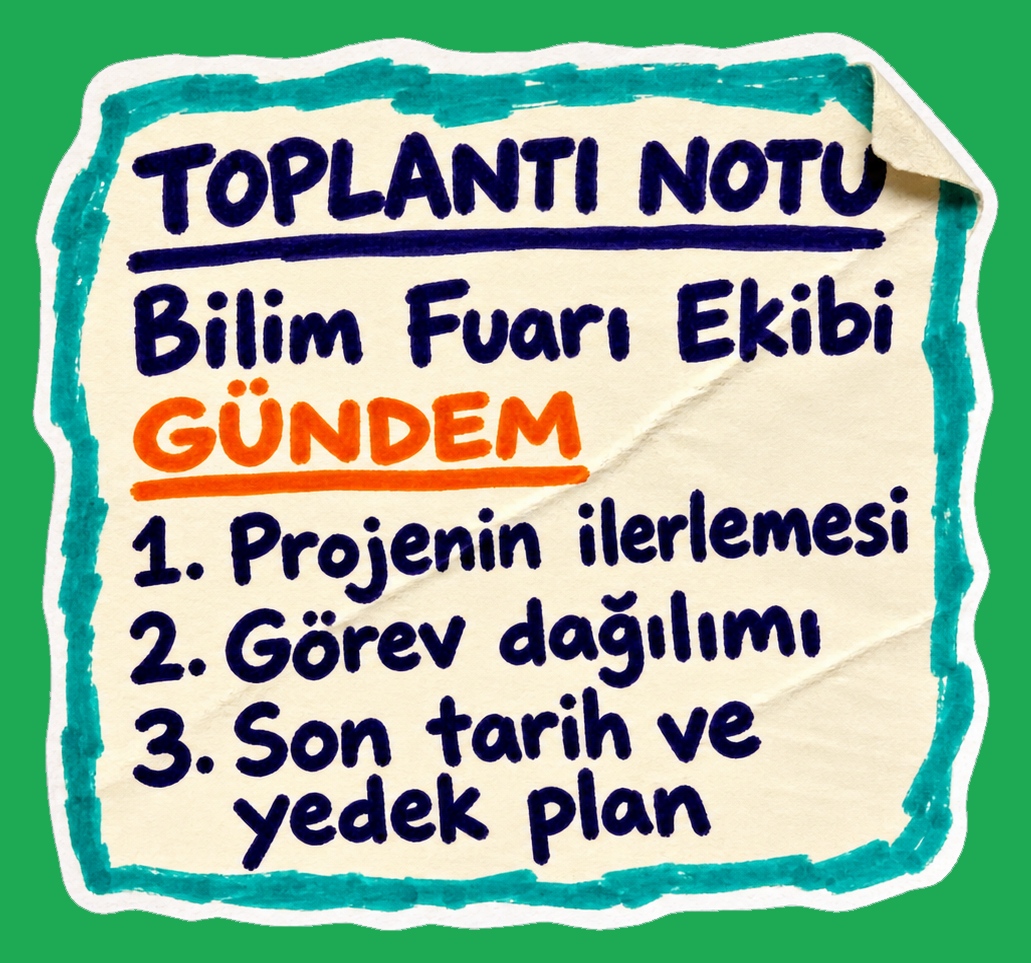 TOPLANTI NOTU
Bilim Fuarı Ekibi
GÜNDEM
1. Projenin ilerlemesi
2. Görev dağılımı
3. Son tarih ve
yedek plan